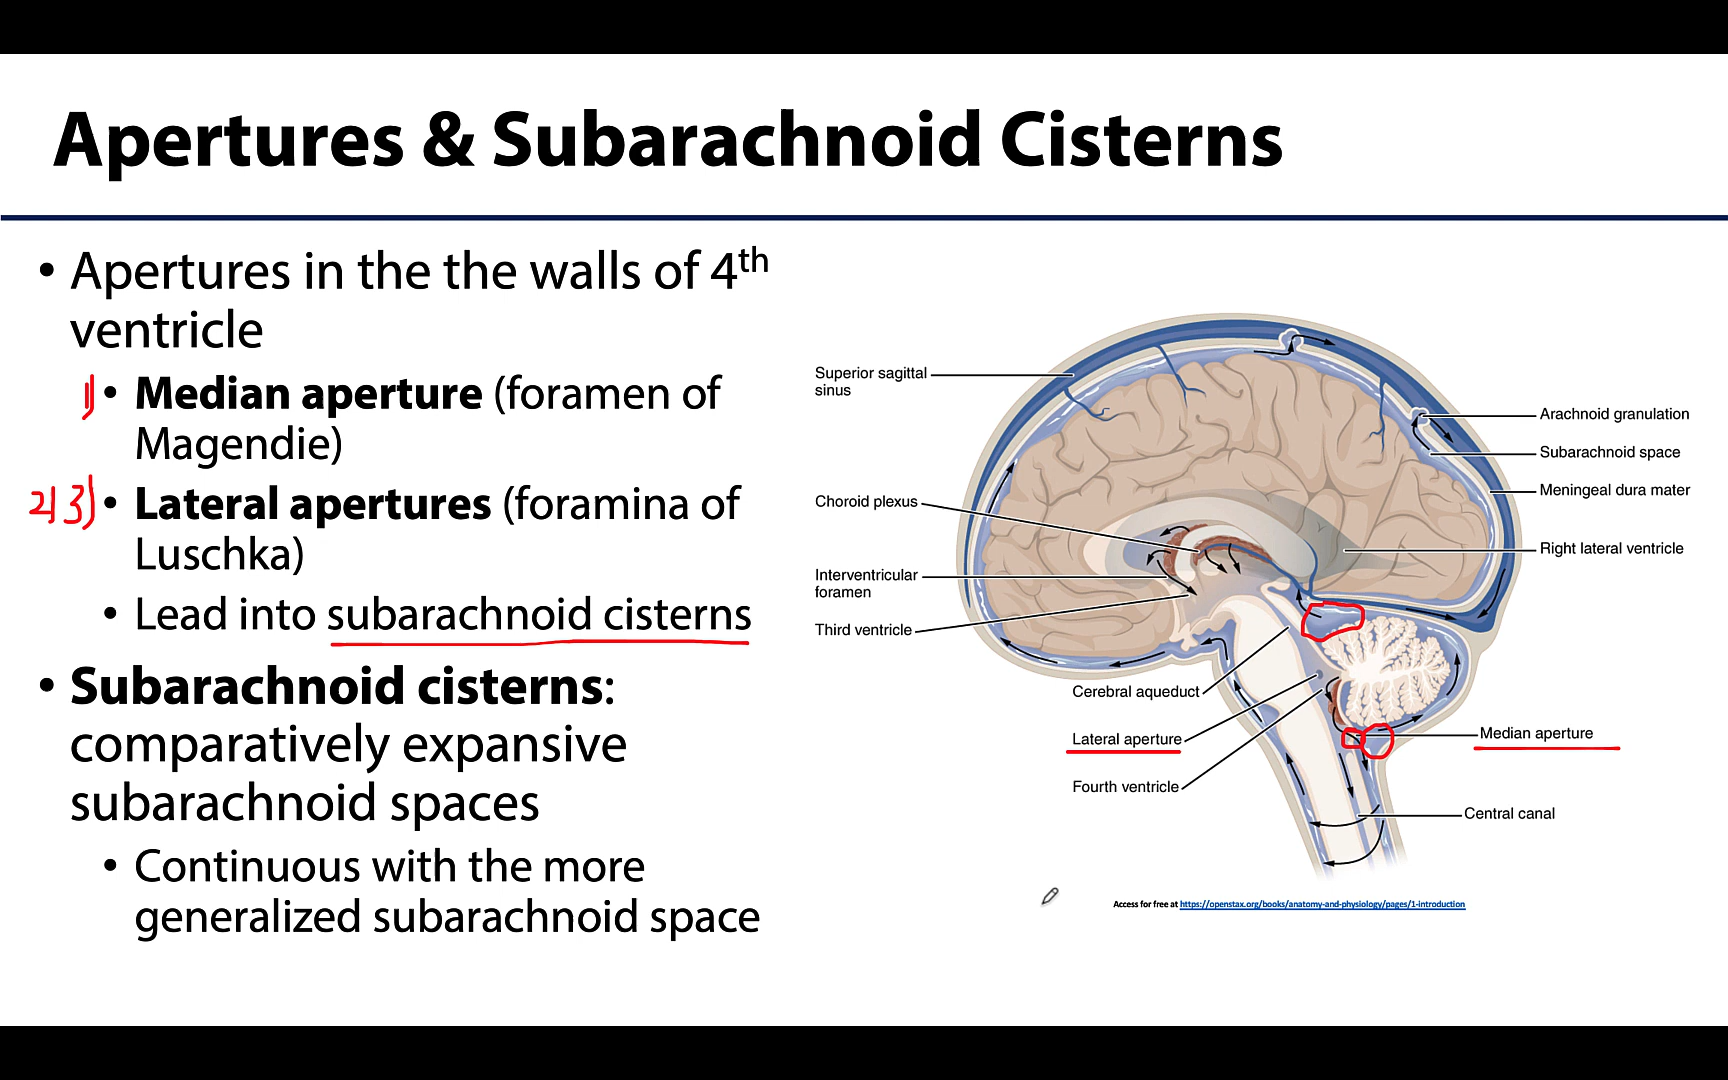 Apertures & Subarachnoid Cisterns
• Apertures in the the walls of 4th
ventricle
1)• Median aperture (foramen of
Magendie)
2)3)• Lateral apertures (foramina of
Luschka)
• Lead into subarachnoid cisterns
• Subarachnoid cisterns:
comparatively expansive
subarachnoid spaces
• Continuous with the more
generalized subarachnoid space
Superior sagittal
sinus
Choroid plexus
Interventricular
foramen
Third ventricle
Cerebral aqueduct
Lateral aperture
Fourth ventricle
Arachnoid granulation
Subarachnoid space
Meningeal dura mater
Right lateral ventricle
Median aperture
Central canal
Access for free at https://openstax.org/books/anatomy-and-physiology/pages/1-introduction